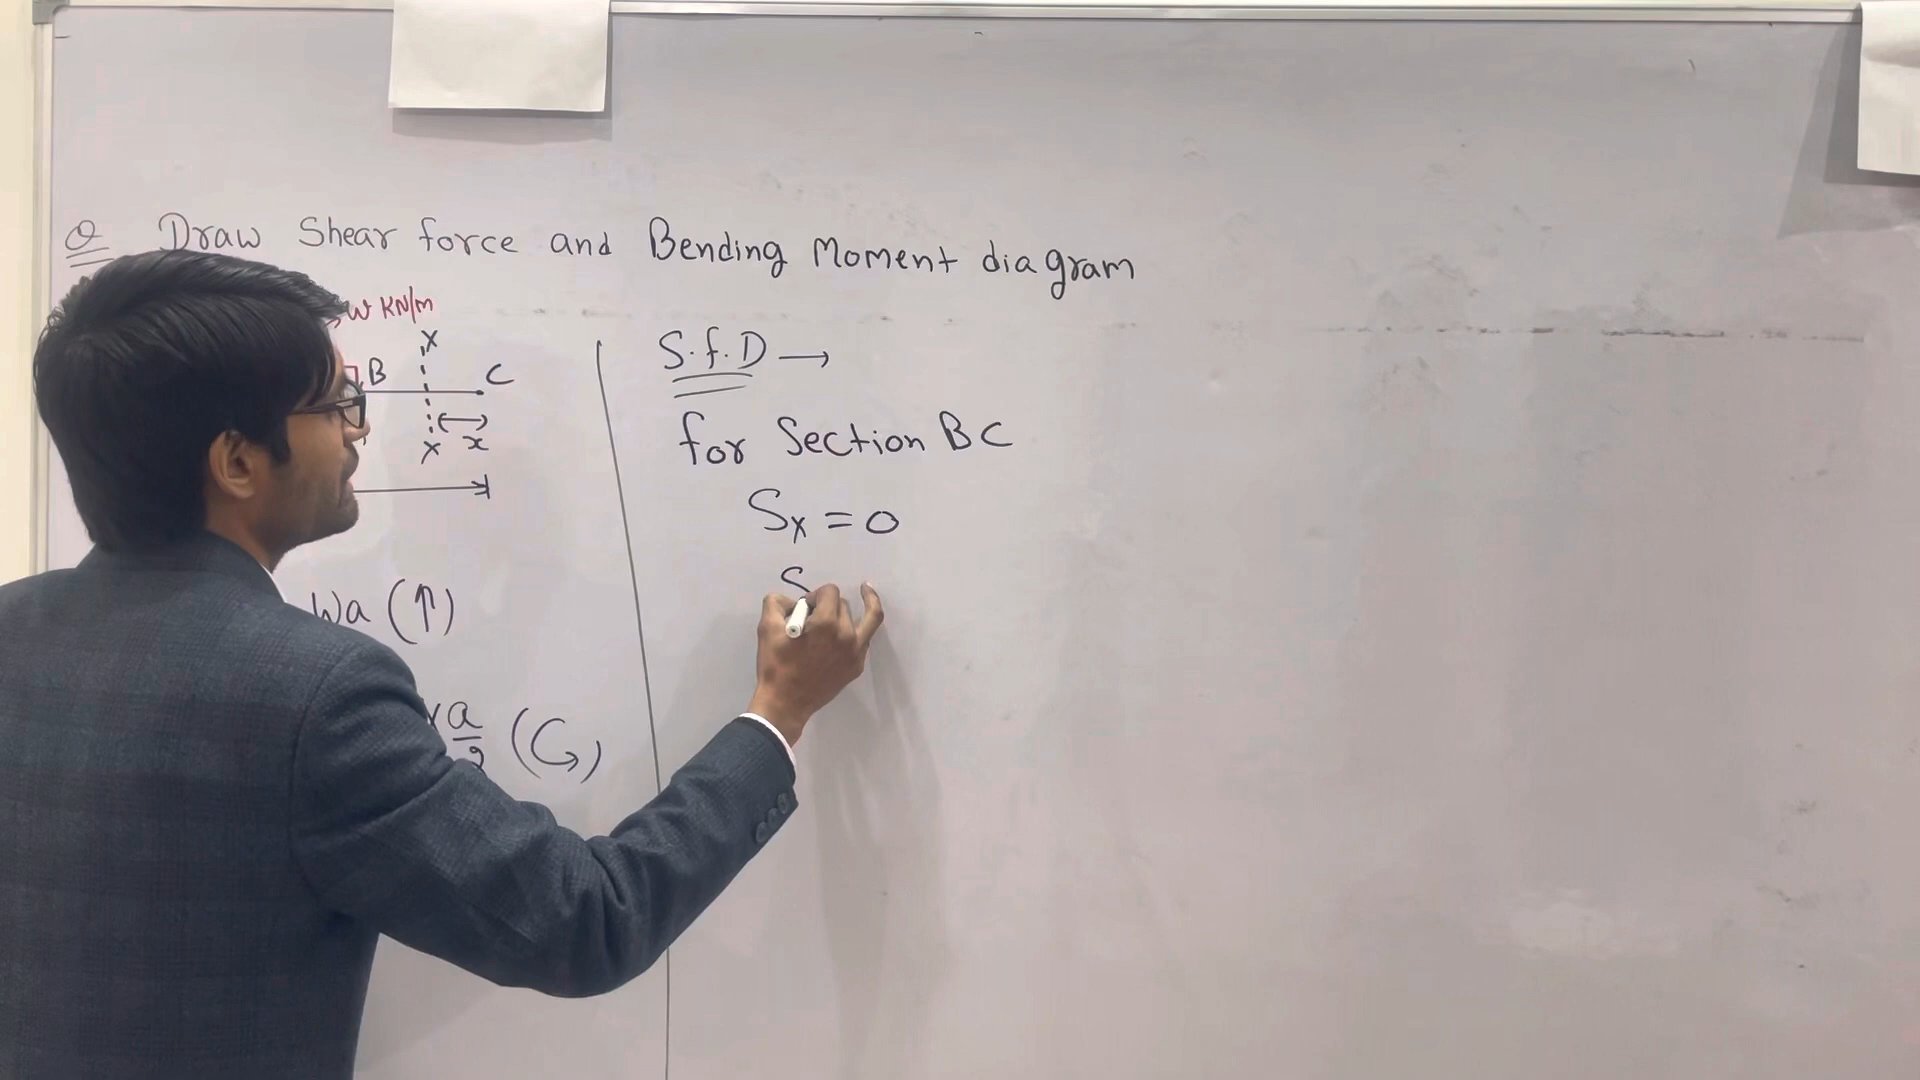 Q Draw Shear force and Bending Moment diagram
w KN/m
X
B
C
X
x
Wa (↑)
a/2
S.f.D →
for Section BC
Sx = 0
S